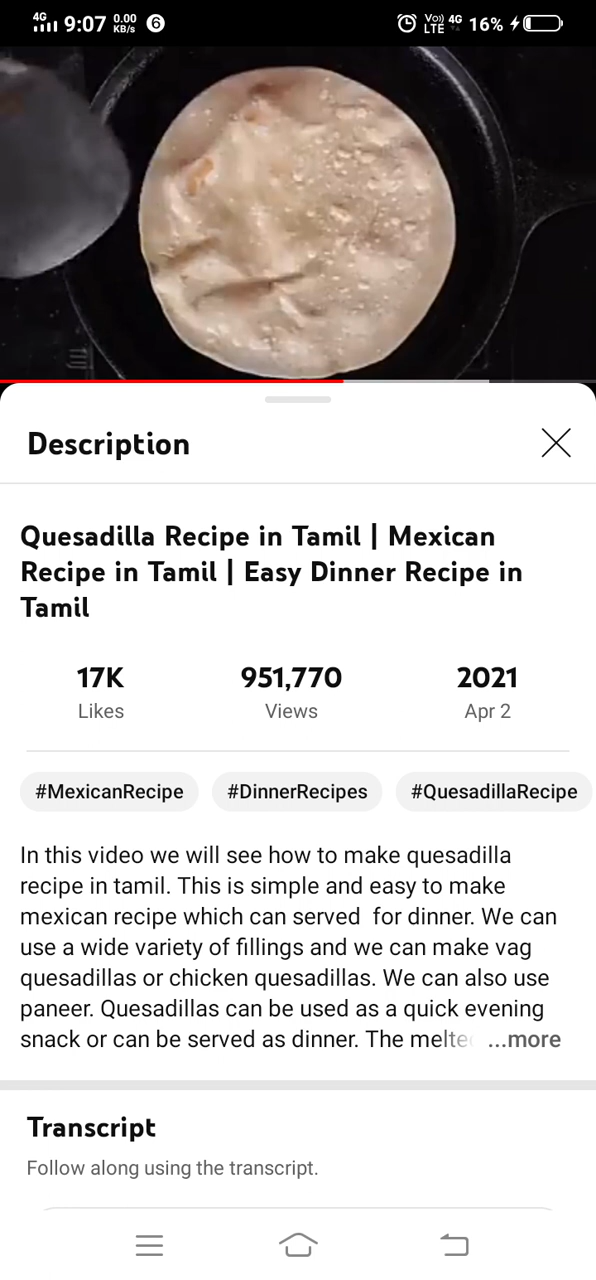 4G 9:07 0.00 KB/s 6 Vo)) LTE 4G 16%
Description
Quesadilla Recipe in Tamil | Mexican
Recipe in Tamil | Easy Dinner Recipe in
Tamil
17K 951,770 2021
Likes Views Apr 2
#MexicanRecipe #DinnerRecipes #QuesadillaRecipe
In this video we will see how to make quesadilla
recipe in tamil. This is simple and easy to make
mexican recipe which can served for dinner. We can
use a wide variety of fillings and we can make vag
quesadillas or chicken quesadillas. We can also use
paneer. Quesadillas can be used as a quick evening
snack or can be served as dinner. The melted ...more
Transcript
Follow along using the transcript.